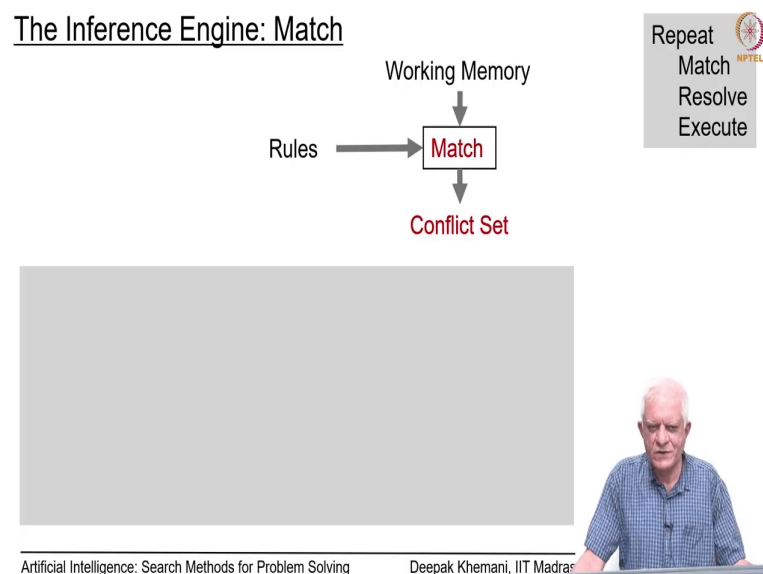 The Inference Engine: Match
Repeat
Match
Resolve
Execute
NPTEL
Working Memory
Rules
Match
Conflict Set
Artificial Intelligence: Search Methods for Problem Solving
Deepak Khemani, IIT Madras